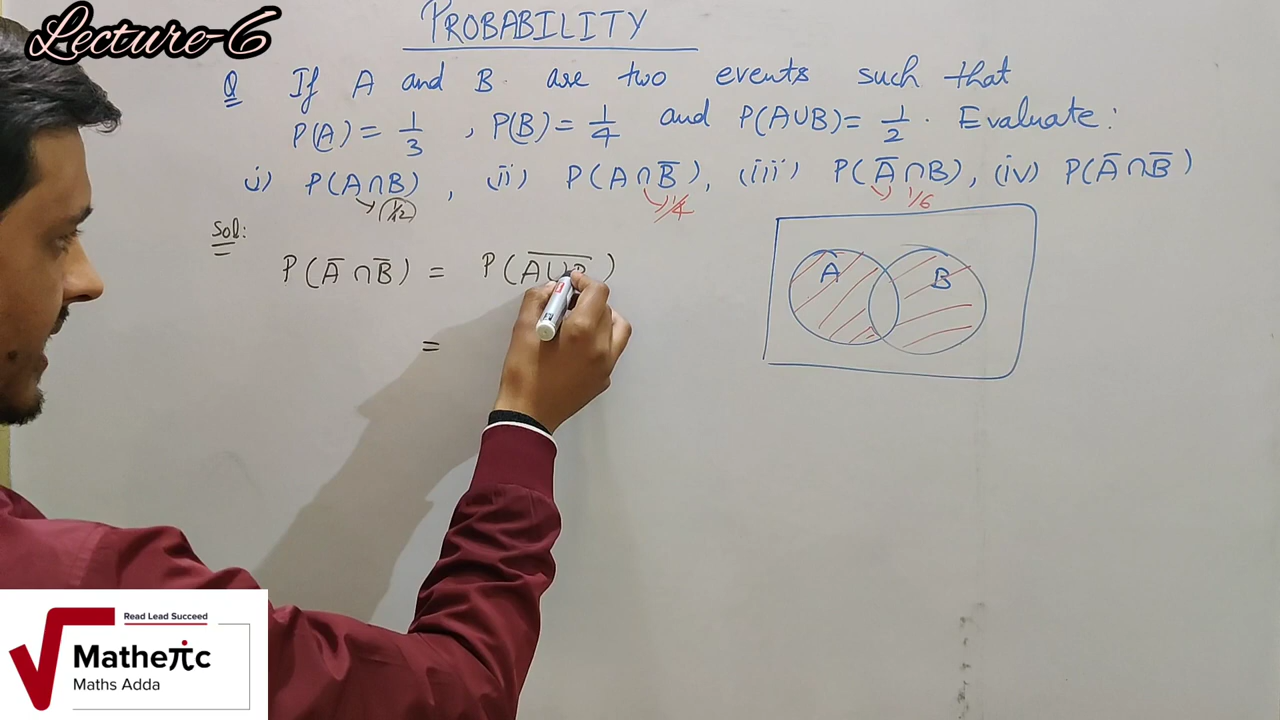 Lecture-6
PROBABILITY
Q If A and B are two events such that
P(A) = 1/3 , P(B) = 1/4 and P(A∪B) = 1/2 . Evaluate :
i) P(A∩B) , (ii) P(A∩B̅), (iii) P(A̅∩B), (iv) P(A̅∩B̅)
1/12 1/4 1/6
Sol:
P(A̅∩B̅) = P(A̅∪̅B̅)
=
A B
Read Lead Succeed
Matheπc
Maths Adda